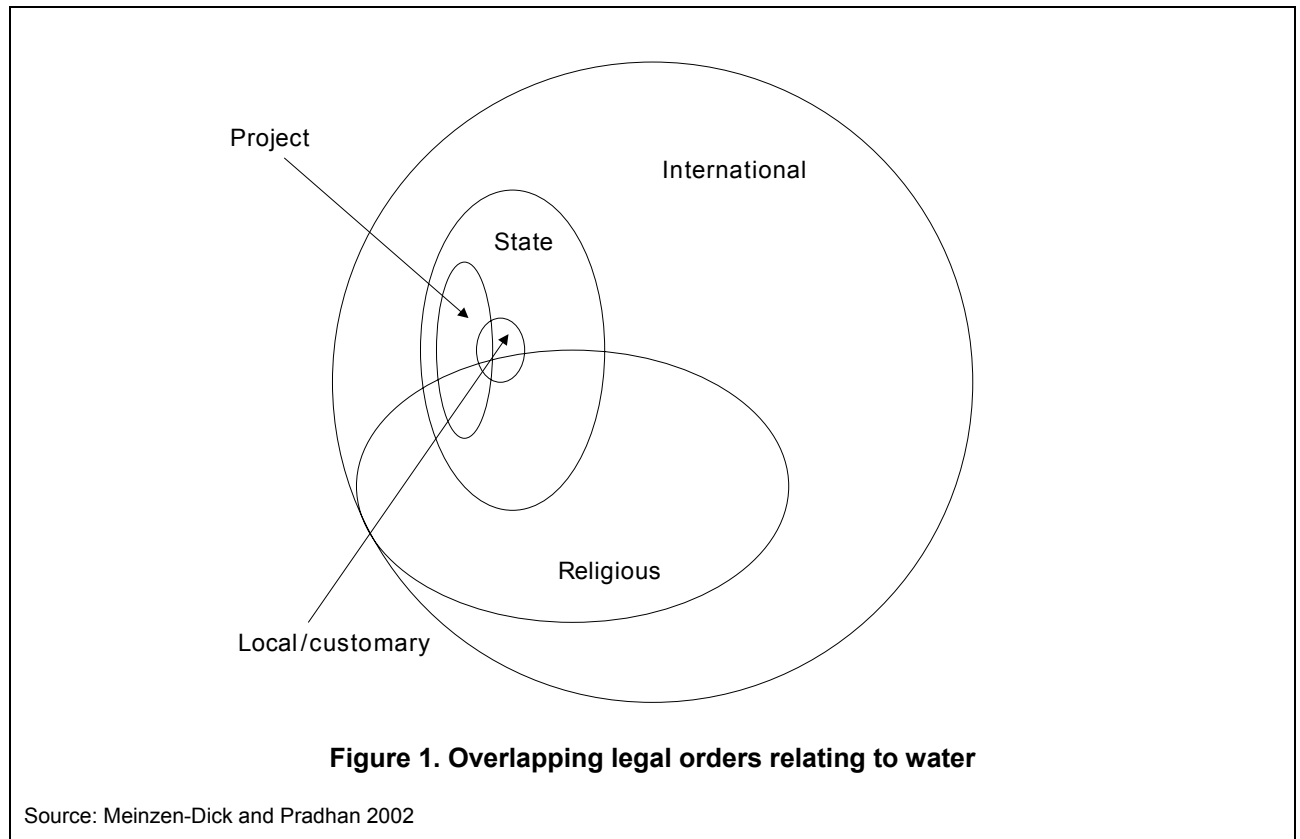 Project
International
State
Religious
Local/customary
Figure 1. Overlapping legal orders relating to water
Source: Meinzen-Dick and Pradhan 2002